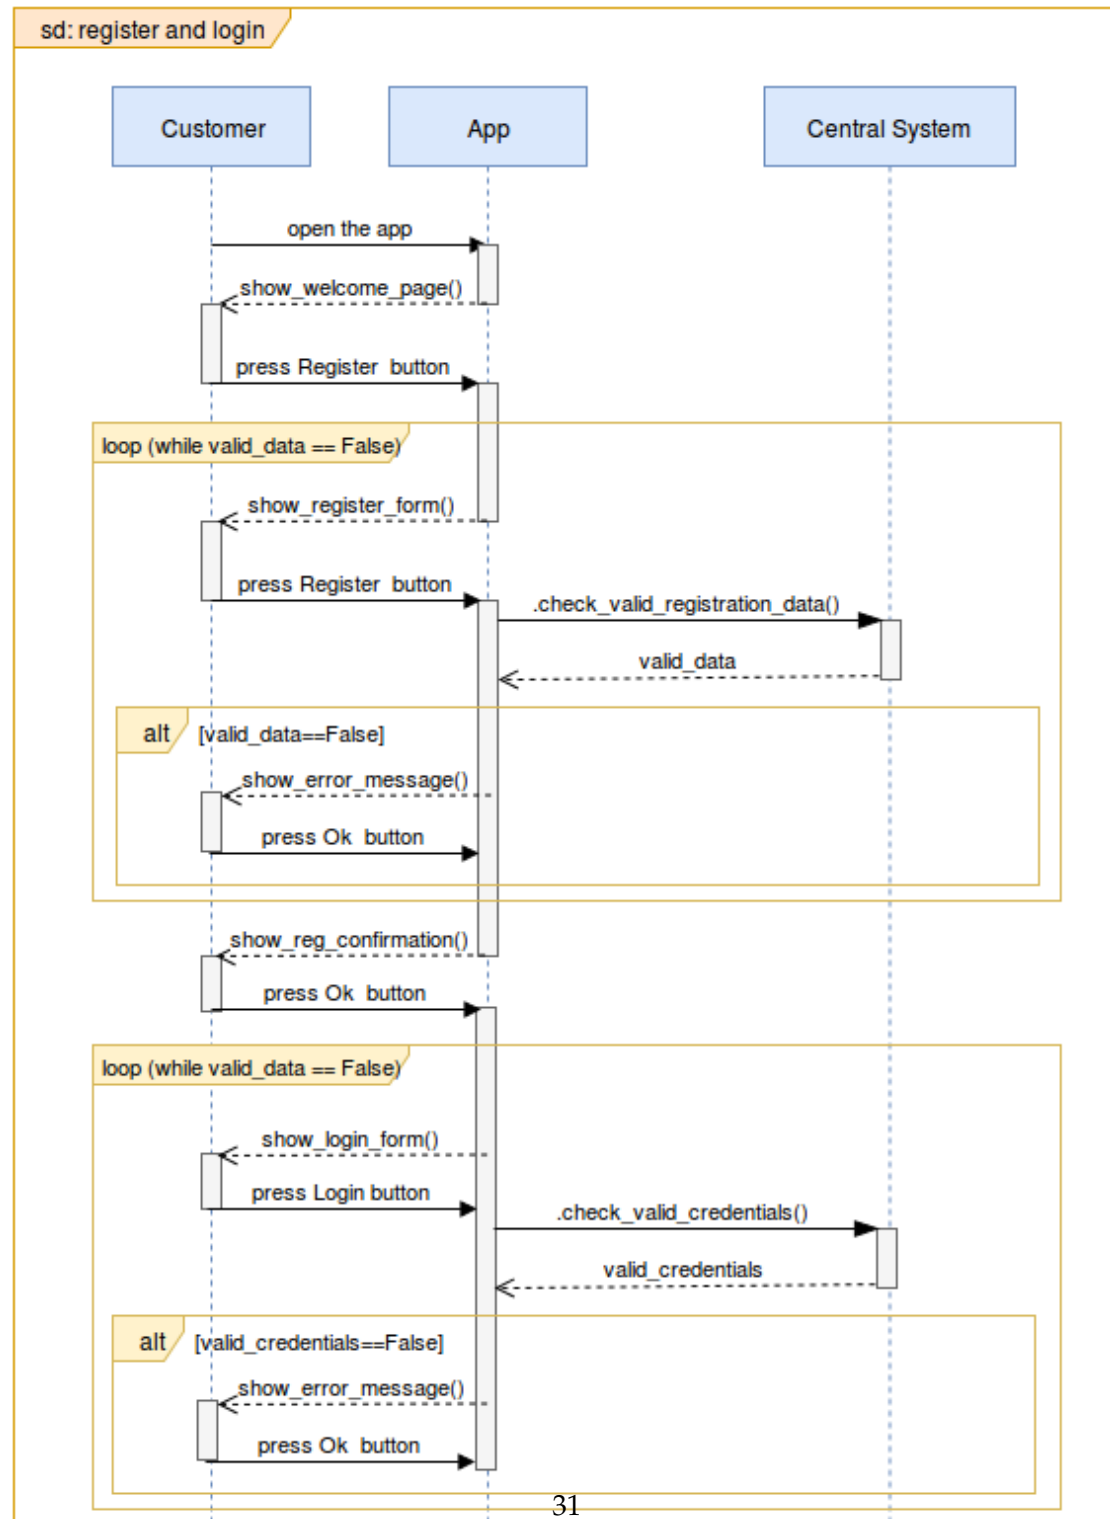 sd: register and login
Customer
App
Central System
open the app
show_welcome_page()
press Register  button
loop (while valid_data == False)
show_register_form()
press Register  button
.check_valid_registration_data()
valid_data
alt
[valid_data==False]
show_error_message()
press Ok  button
show_reg_confirmation()
press Ok  button
loop (while valid_data == False)
show_login_form()
press Login button
.check_valid_credentials()
valid_credentials
alt
[valid_credentials==False]
show_error_message()
press Ok  button
31